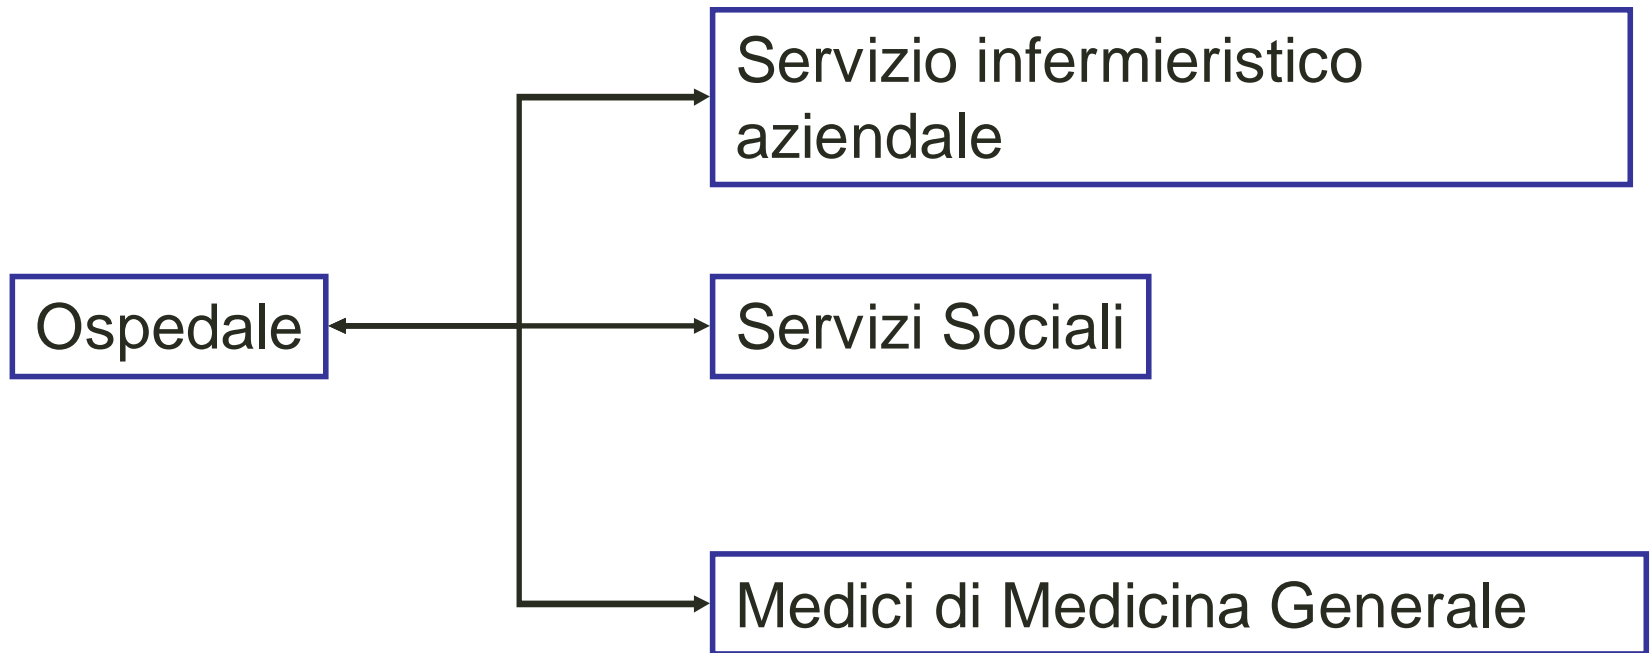 Servizio infermieristico
aziendale
Ospedale
Servizi Sociali
Medici di Medicina Generale